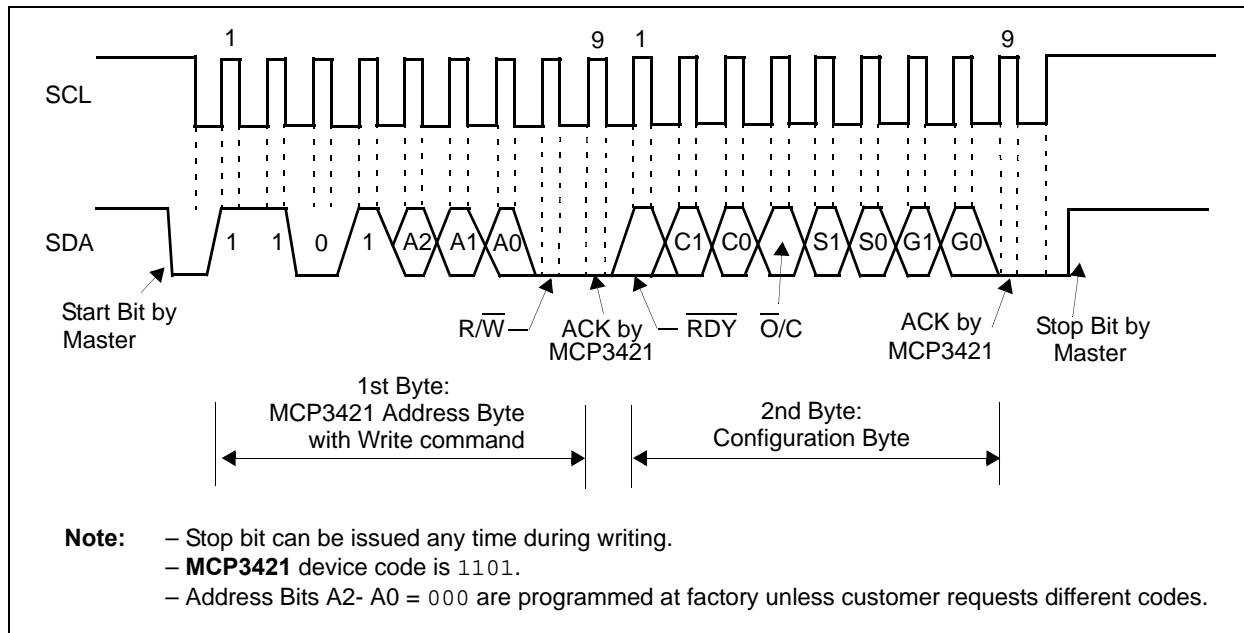 1 9 1 9
SCL
SDA 1 1 0 1 A2 A1 A0 C1 C0 O̅/C S1 S0 G1 G0
Start Bit by
Master
R/W̅
ACK by
MCP3421
R̅D̅Y̅
ACK by
MCP3421
Stop Bit by
Master
1st Byte:
MCP3421 Address Byte
with Write command
2nd Byte:
Configuration Byte
Note: – Stop bit can be issued any time during writing.
– MCP3421 device code is 1101.
– Address Bits A2- A0 = 000 are programmed at factory unless customer requests different codes.